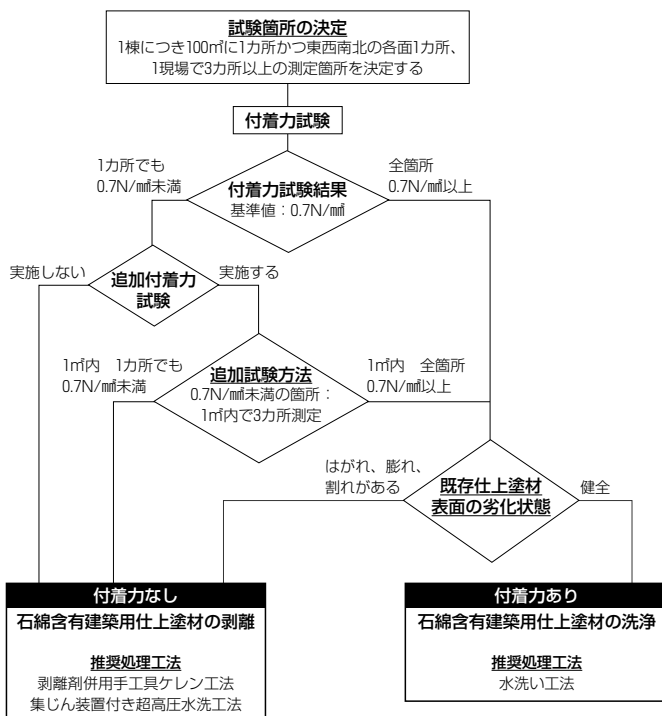 試験箇所の決定
1棟につき100㎡に1カ所かつ東西南北の各面1カ所、
1現場で3カ所以上の測定箇所を決定する
付着力試験
1カ所でも
0.7N/㎟未満
付着力試験結果
基準値：0.7N/㎟
全箇所
0.7N/㎟以上
実施しない
追加付着力
試験
実施する
1㎡内　1カ所でも
0.7N/㎟未満
追加試験方法
0.7N/㎟未満の箇所：
1㎡内で3カ所測定
1㎡内　全箇所
0.7N/㎟以上
はがれ、膨れ、
割れがある
既存仕上塗材
表面の劣化状態
健全
付着力なし
石綿含有建築用仕上塗材の剥離
推奨処理工法
剥離剤併用手工具ケレン工法
集じん装置付き超高圧水洗工法
付着力あり
石綿含有建築用仕上塗材の洗浄
推奨処理工法
水洗い工法